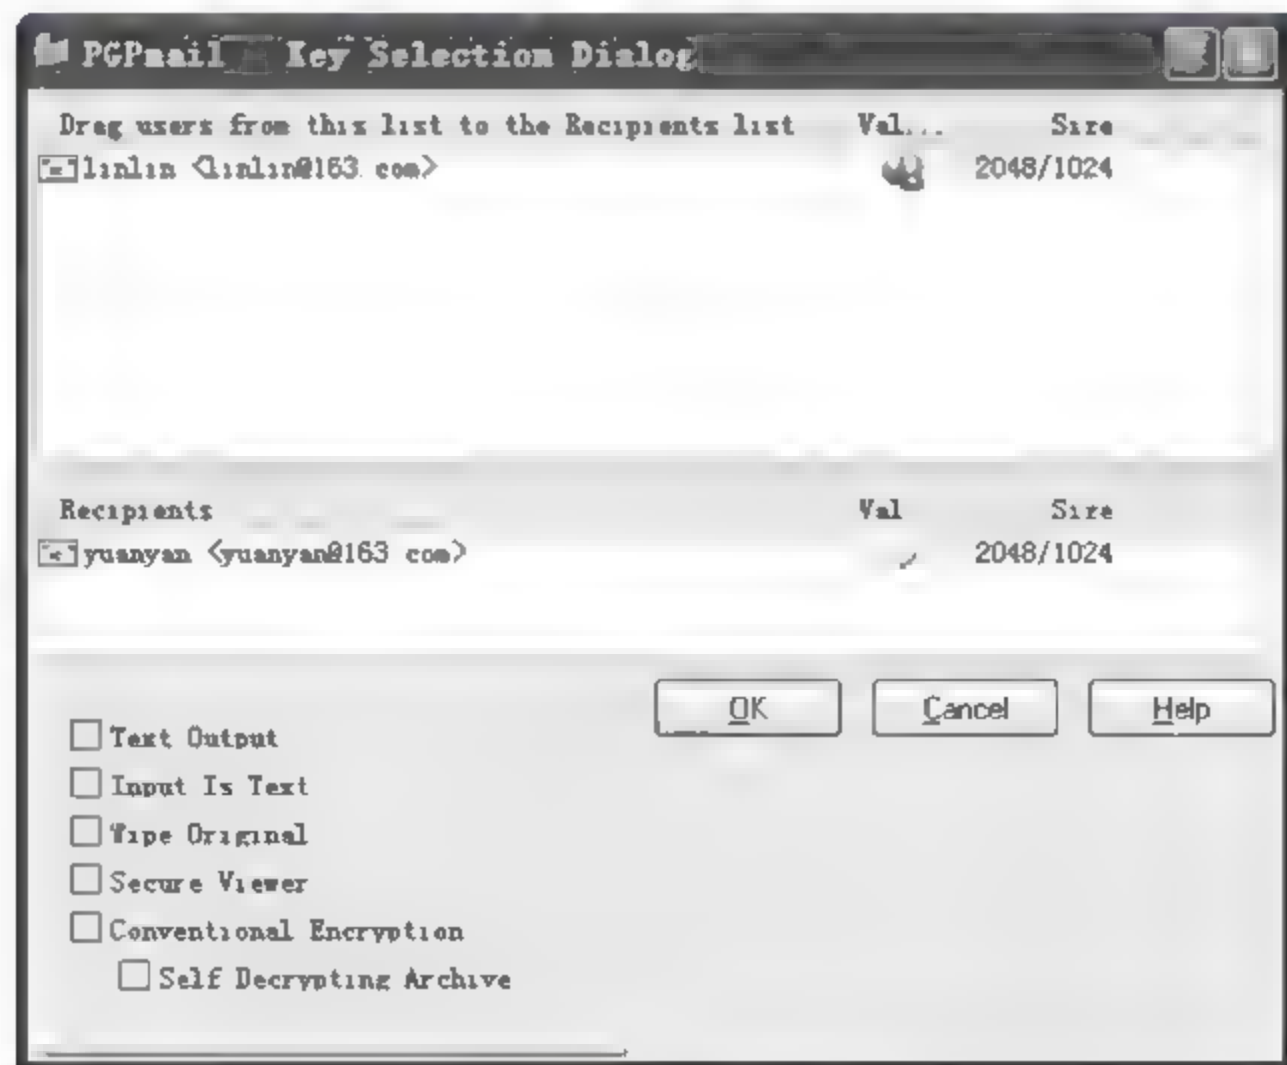 PGPmail - Key Selection Dialog
Drag users from this list to the Recipients list Val... Size
linlin <linlin@163.com> 2048/1024
Recipients Val Size
yuanyan <yuanyan@163.com> 2048/1024
OK Cancel Help
Text Output
Input Is Text
Wipe Original
Secure Viewer
Conventional Encryption
Self Decrypting Archive